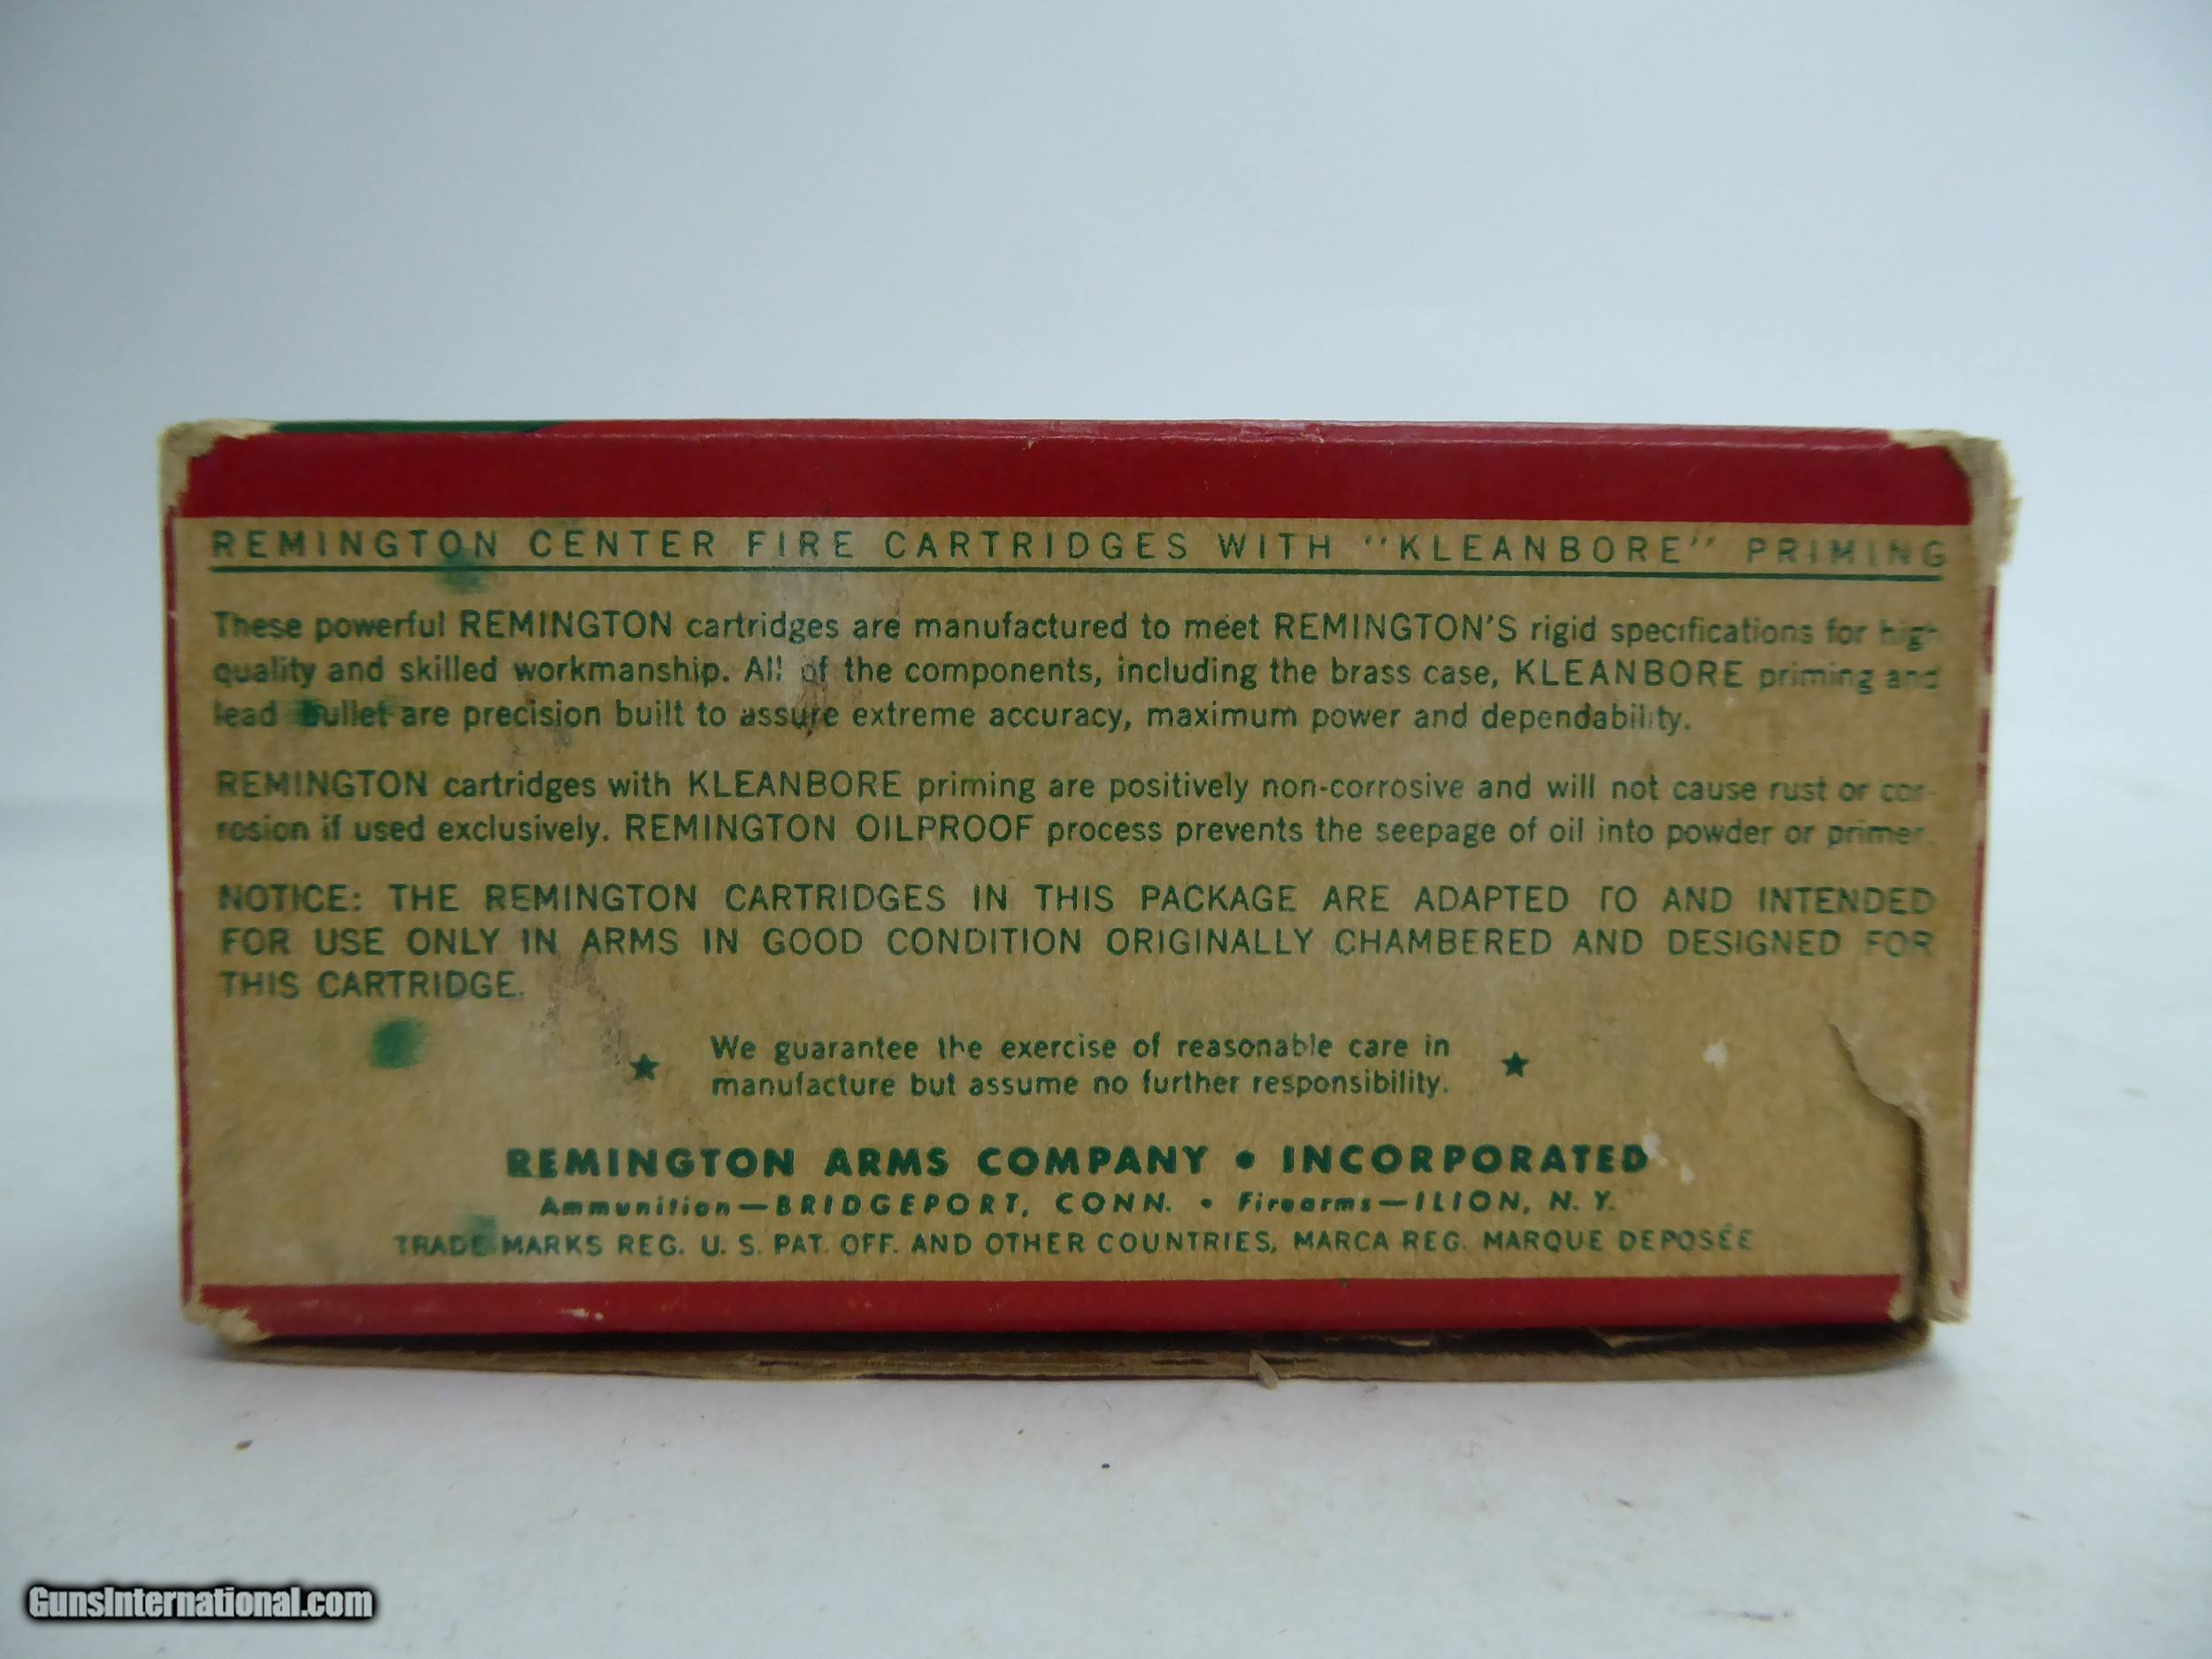 REMINGTON CENTER FIRE CARTRIDGES WITH "KLEANBORE" PRIMING
These powerful REMINGTON cartridges are manufactured to meet REMINGTON'S rigid specifications for high
quality and skilled workmanship. All of the components, including the brass case, KLEANBORE priming and
lead bullet are precision built to assure extreme accuracy, maximum power and dependability.
REMINGTON cartridges with KLEANBORE priming are positively non-corrosive and will not cause rust or cor-
rosion if used exclusively. REMINGTON OILPROOF process prevents the seepage of oil into powder or primer.
NOTICE: THE REMINGTON CARTRIDGES IN THIS PACKAGE ARE ADAPTED TO AND INTENDED
FOR USE ONLY IN ARMS IN GOOD CONDITION ORIGINALLY CHAMBERED AND DESIGNED FOR
THIS CARTRIDGE.
We guarantee the exercise of reasonable care in
manufacture but assume no further responsibility.
REMINGTON ARMS COMPANY • INCORPORATED
Ammunition—BRIDGEPORT, CONN. • Firearms—ILION, N. Y.
TRADE MARKS REG. U. S. PAT. OFF. AND OTHER COUNTRIES, MARCA REG. MARQUE DEPOSÉE
GunsInternational.com